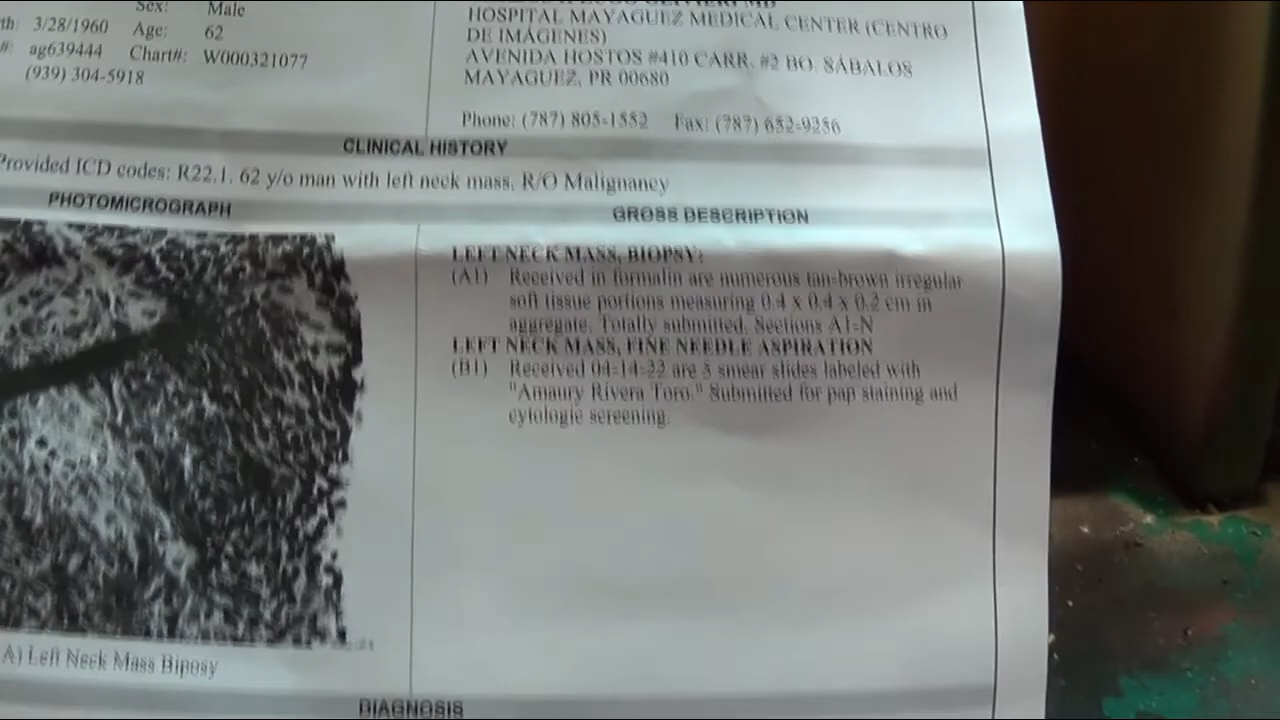 Sex: Male
th: 3/28/1960 Age: 62
#: ag639444 Chart#: W000321077
(939) 304-5918
MD
HOSPITAL MAYAGUEZ MEDICAL CENTER (CENTRO
DE IMÁGENES)
AVENIDA HOSTOS #410 CARR. #2 BO. SÁBALOS
MAYAGUEZ, PR 00680
Phone: (787) 805-1552 Fax: (787) 652-9256
CLINICAL HISTORY
Provided ICD codes: R22.1. 62 y/o man with left neck mass, R/O Malignancy
PHOTOMICROGRAPH
A) Left Neck Mass Biposy
GROSS DESCRIPTION
LEFT NECK MASS, BIOPSY:
(A1) Received in formalin are numerous tan-brown irregular
soft tissue portions measuring 0.4 x 0.4 x 0.2 cm in
aggregate. Totally submitted. Sections A1-N
LEFT NECK MASS, FINE NEEDLE ASPIRATION
(B1) Received 04-14-22 are 3 smear slides labeled with
"Amaury Rivera Toro." Submitted for pap staining and
cytologic screening.
DIAGNOSIS